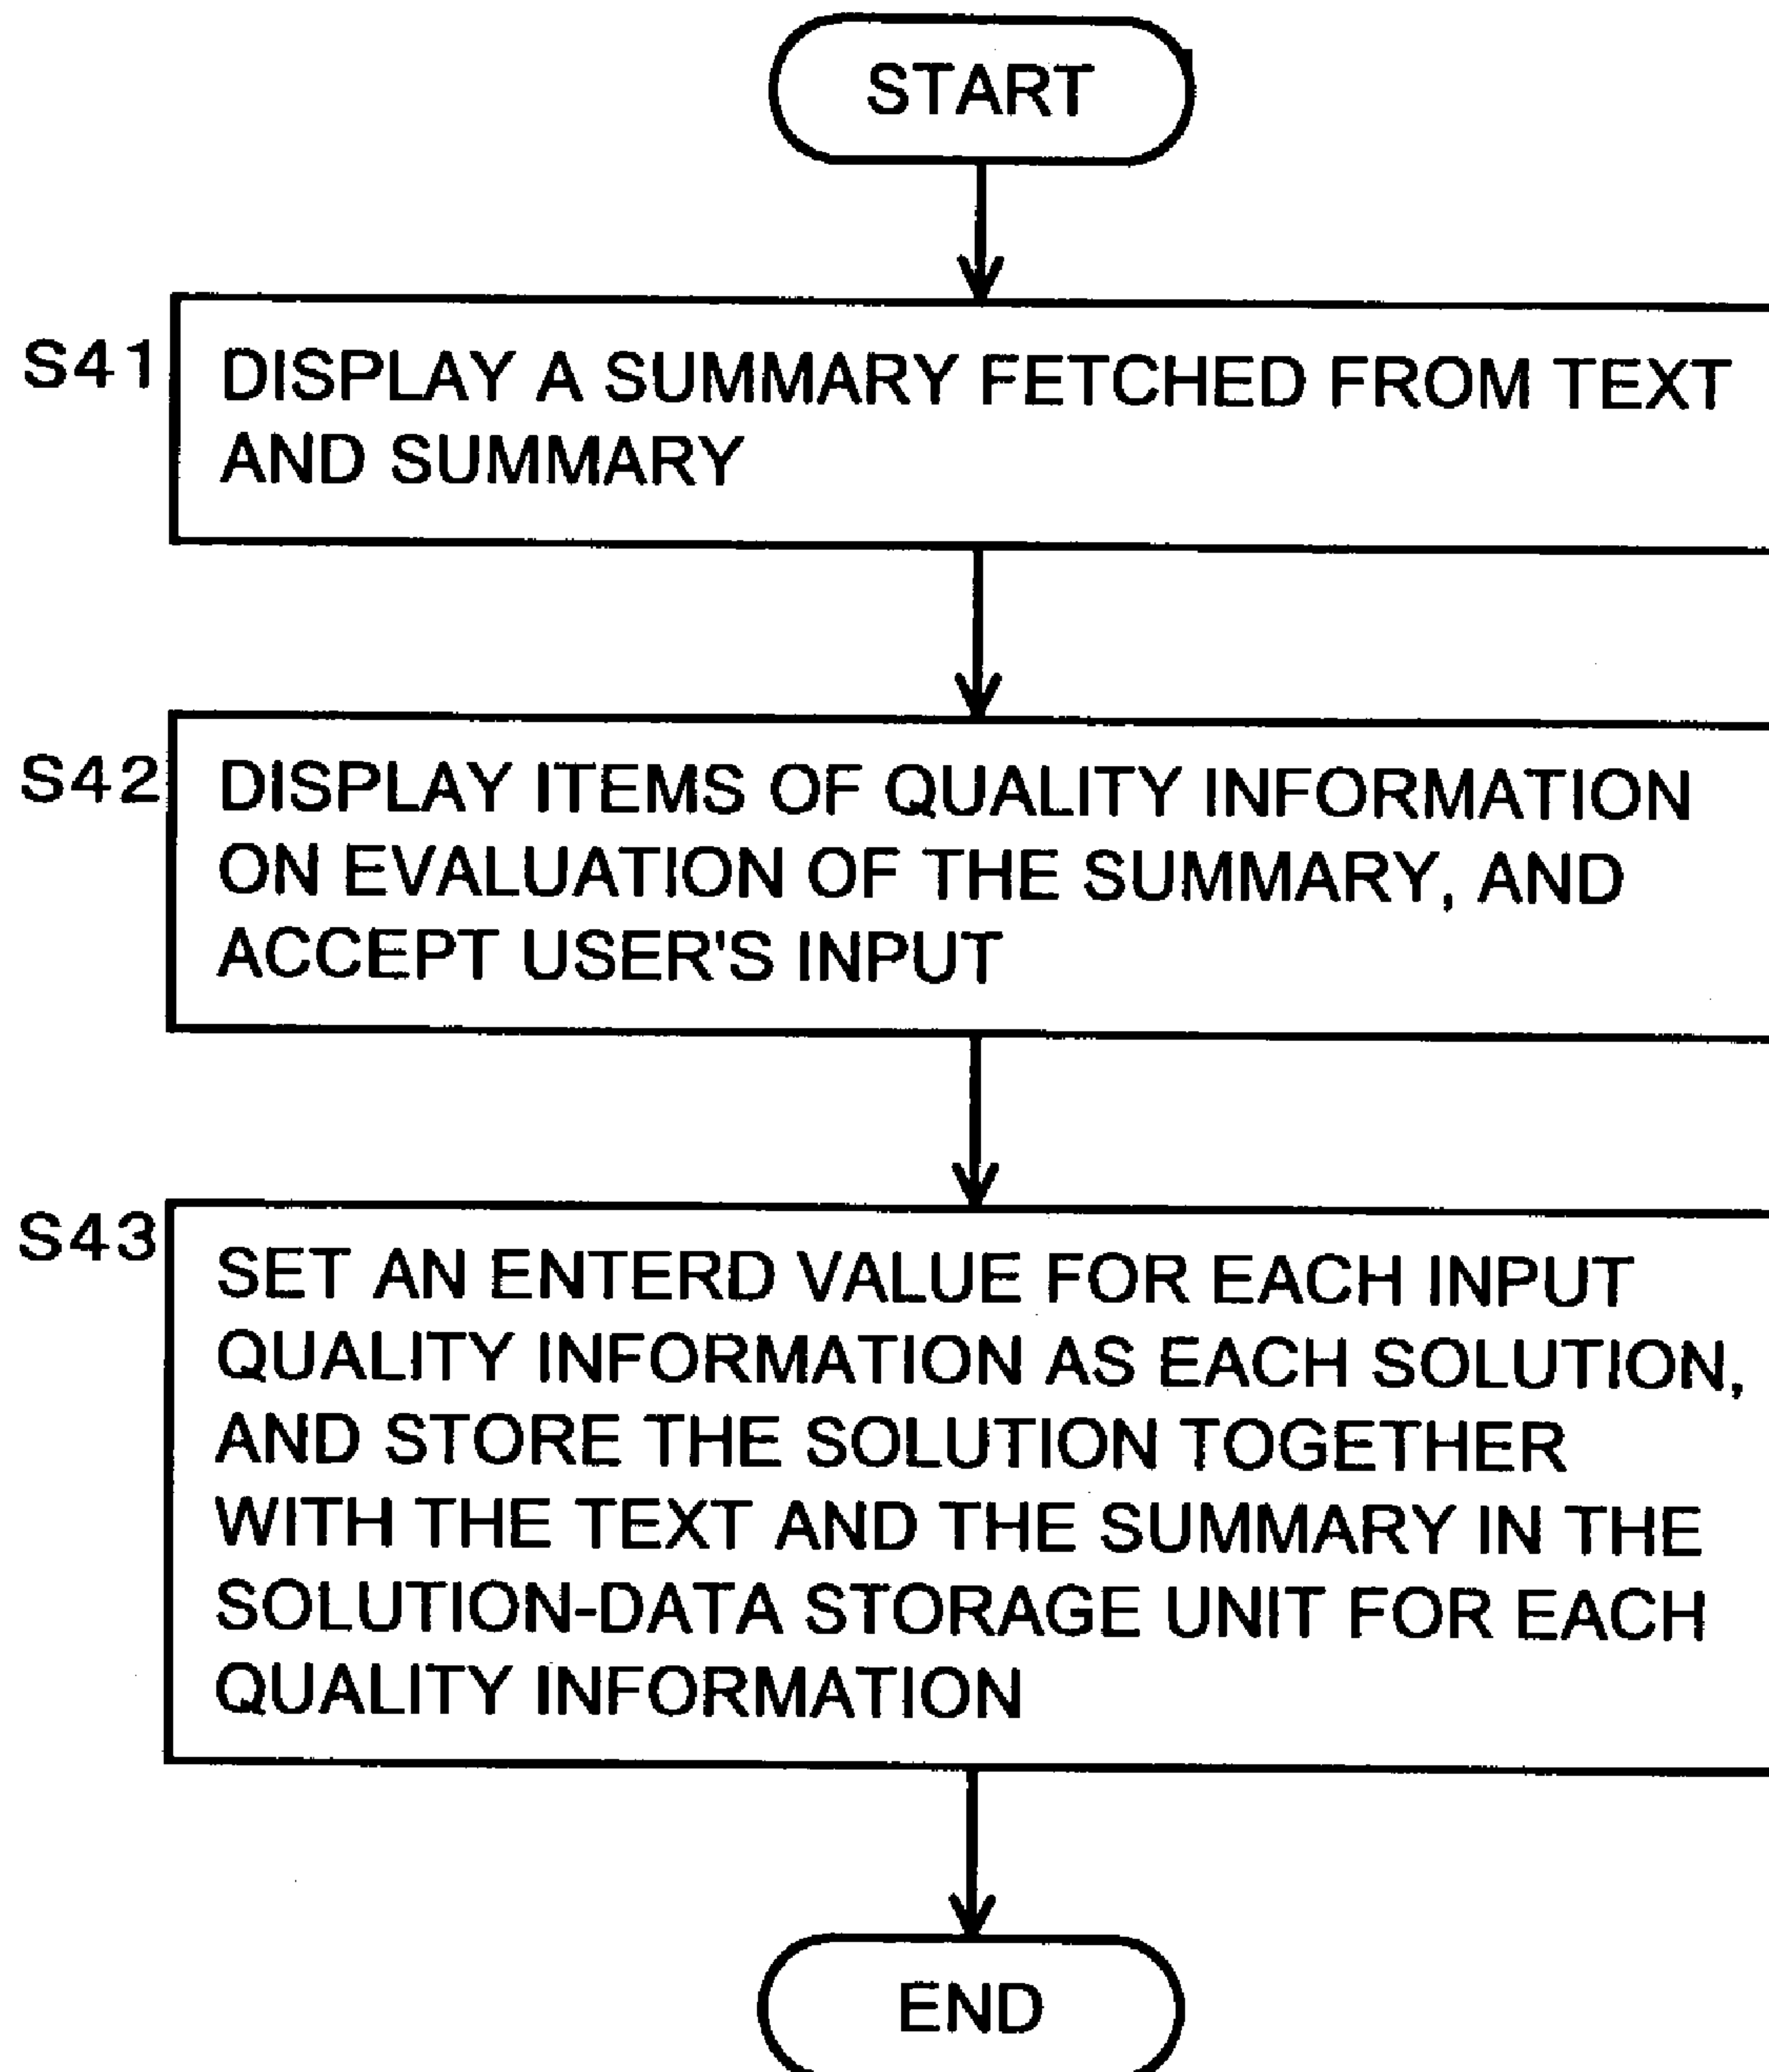 START
S41
DISPLAY A SUMMARY FETCHED FROM TEXT
AND SUMMARY
S42
DISPLAY ITEMS OF QUALITY INFORMATION
ON EVALUATION OF THE SUMMARY, AND
ACCEPT USER'S INPUT
S43
SET AN ENTERD VALUE FOR EACH INPUT
QUALITY INFORMATION AS EACH SOLUTION,
AND STORE THE SOLUTION TOGETHER
WITH THE TEXT AND THE SUMMARY IN THE
SOLUTION-DATA STORAGE UNIT FOR EACH
QUALITY INFORMATION
END